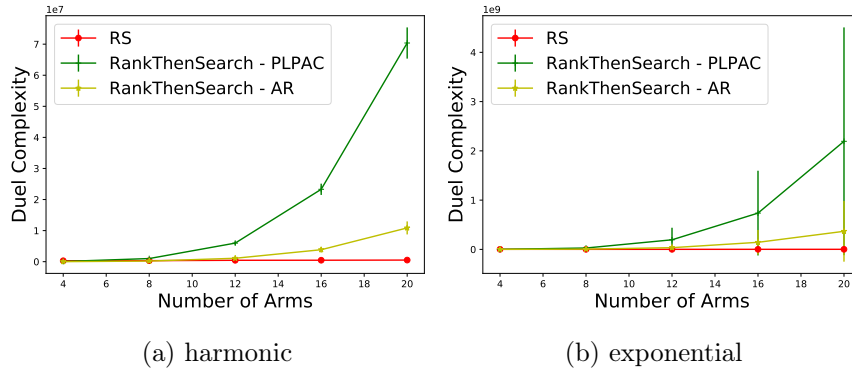 1e7
RS
RankThenSearch - PLPAC
RankThenSearch - AR
Duel Complexity
7
6
5
4
3
2
1
0
4 6 8 10 12 14 16 18 20
Number of Arms
(a) harmonic
1e9
RS
RankThenSearch - PLPAC
RankThenSearch - AR
Duel Complexity
4
3
2
1
0
4 6 8 10 12 14 16 18 20
Number of Arms
(b) exponential